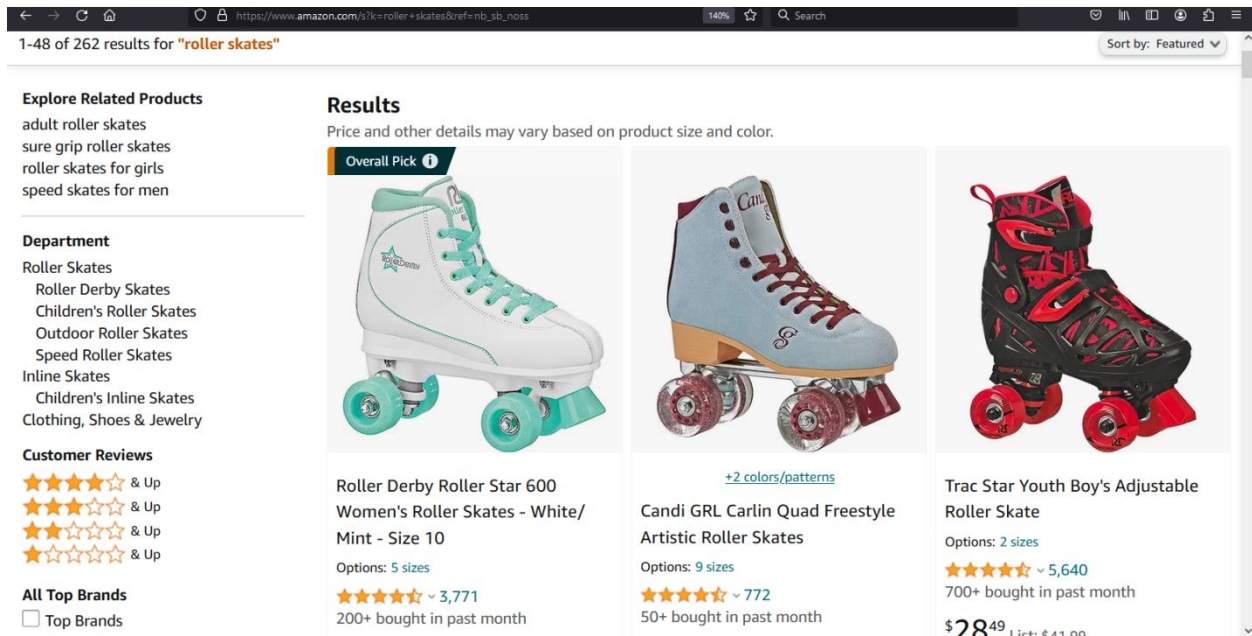 https://www.amazon.com/s?k=roller+skates&ref=nb_sb_noss
140%
Search
1-48 of 262 results for "roller skates"
Sort by: Featured
Explore Related Products
adult roller skates
sure grip roller skates
roller skates for girls
speed skates for men
Department
Roller Skates
Roller Derby Skates
Children's Roller Skates
Outdoor Roller Skates
Speed Roller Skates
Inline Skates
Children's Inline Skates
Clothing, Shoes & Jewelry
Customer Reviews
& Up
& Up
& Up
& Up
All Top Brands
Top Brands
Results
Price and other details may vary based on product size and color.
Overall Pick
Roller Derby Roller Star 600
Women's Roller Skates - White/
Mint - Size 10
Options: 5 sizes
3,771
200+ bought in past month
+2 colors/patterns
Candi GRL Carlin Quad Freestyle
Artistic Roller Skates
Options: 9 sizes
772
50+ bought in past month
Trac Star Youth Boy's Adjustable
Roller Skate
Options: 2 sizes
5,640
700+ bought in past month
$28 49 List: $41.99